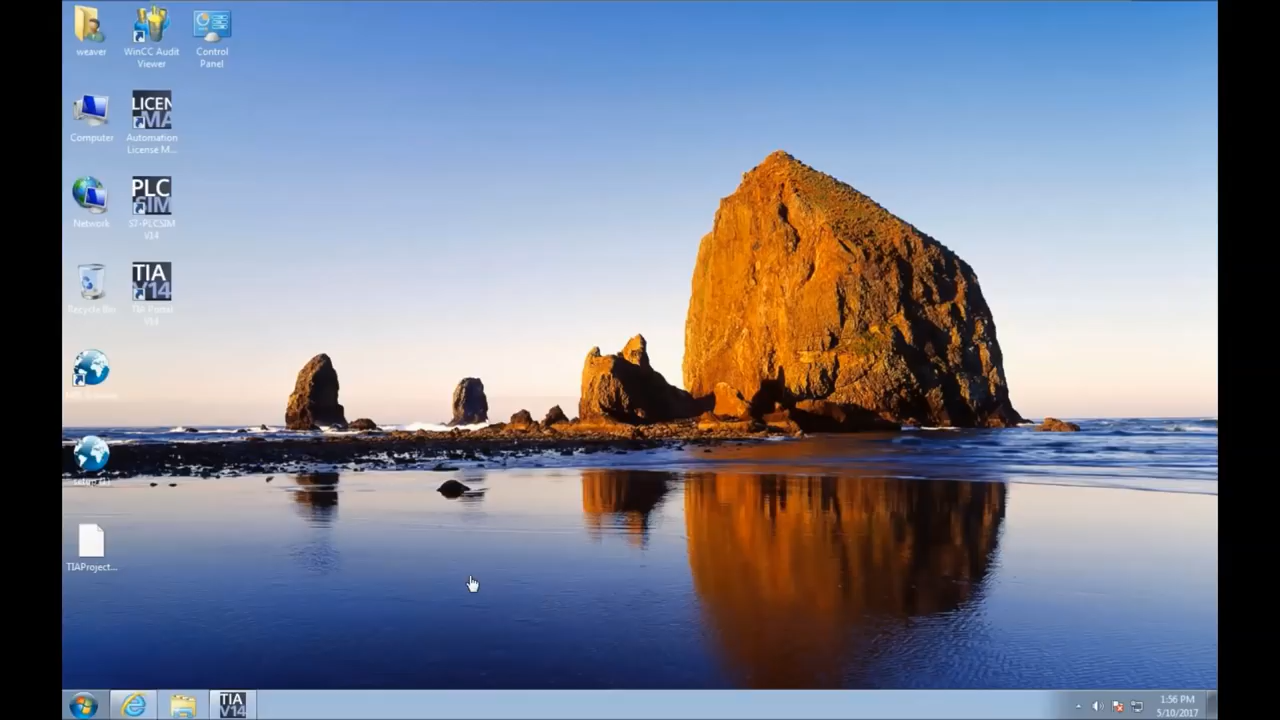 weaver
WinCC Audit
Viewer
Control
Panel
Computer
LICEN
MA
Automation
License M...
Network
PLC
SIM
S7-PLCSIM
V14
Recycle Bin
TIA
V14
TIA Portal
V14
TIAProject...
TIA
V14
1:56 PM
5/10/2017